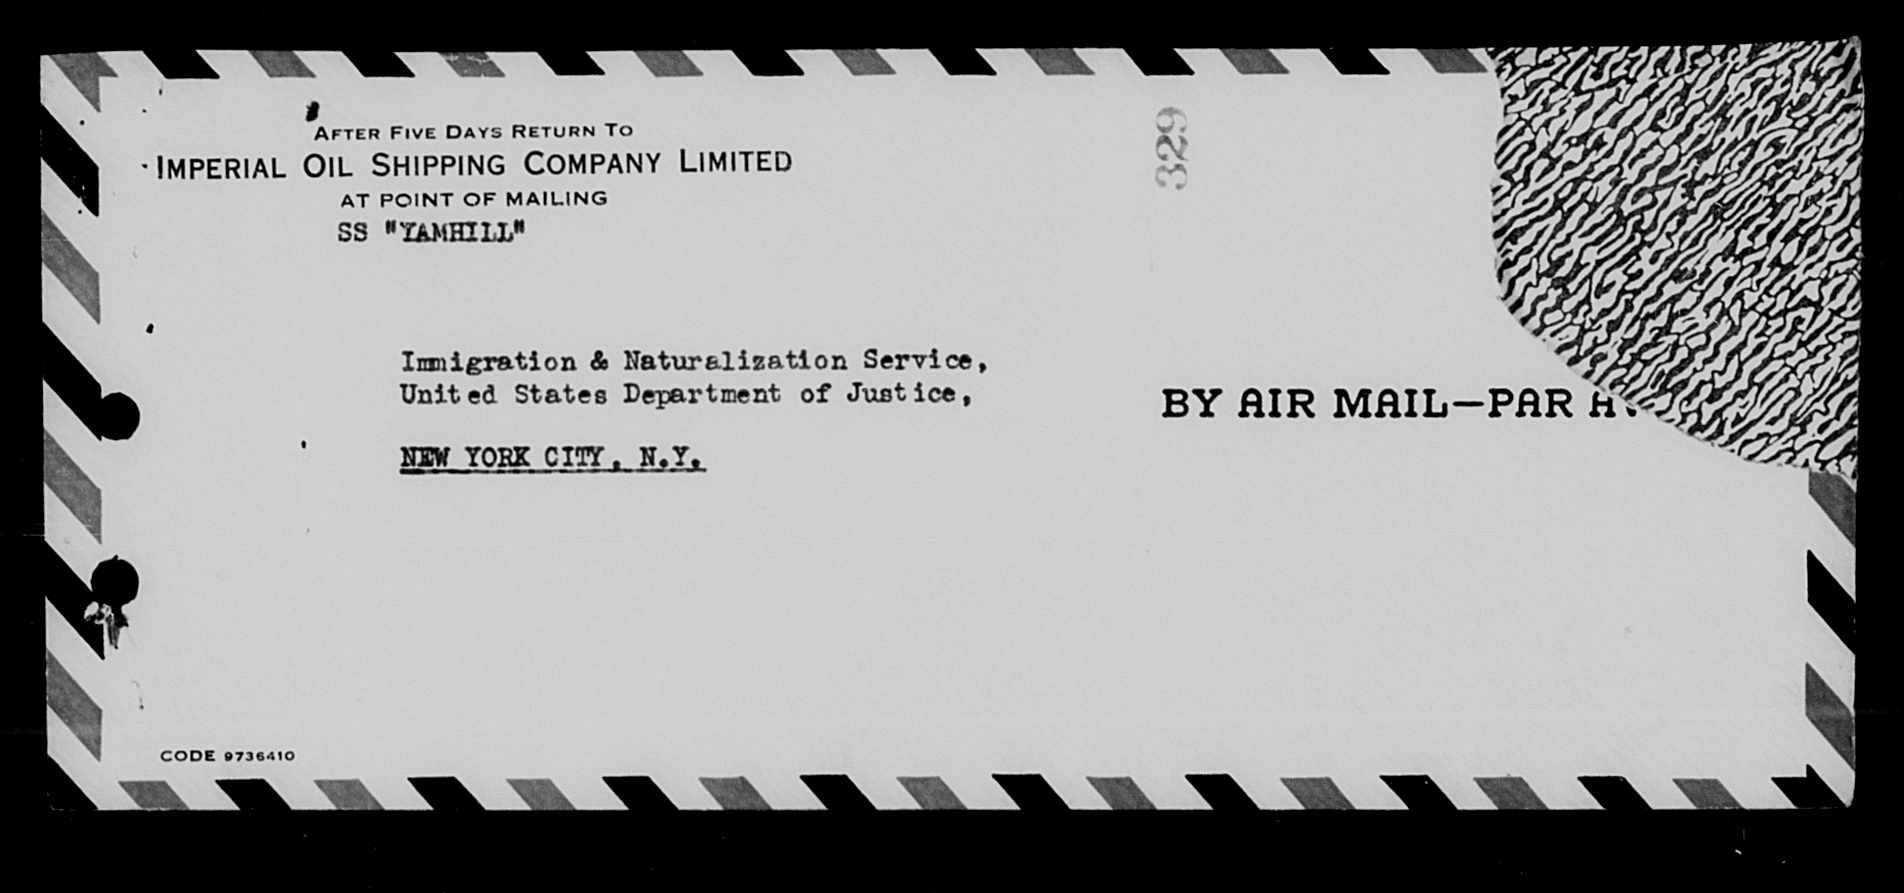 AFTER FIVE DAYS RETURN TO
IMPERIAL OIL SHIPPING COMPANY LIMITED
AT POINT OF MAILING
SS "YAMHILL"
329
Immigration & Naturalization Service,
United States Department of Justice,
NEW YORK CITY, N.Y.
BY AIR MAIL—PAR
CODE 9736410